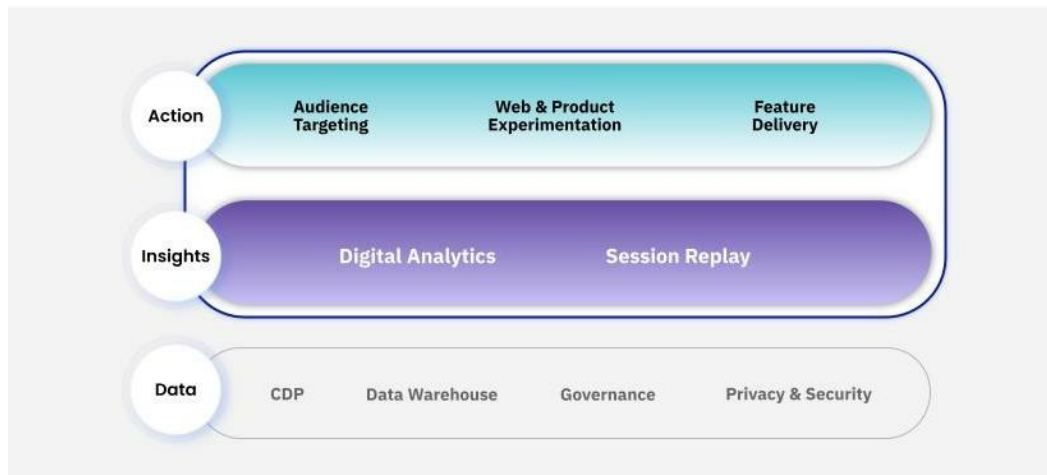 Action
Audience
Targeting
Web & Product
Experimentation
Feature
Delivery
Insights
Digital Analytics
Session Replay
Data
CDP
Data Warehouse
Governance
Privacy & Security